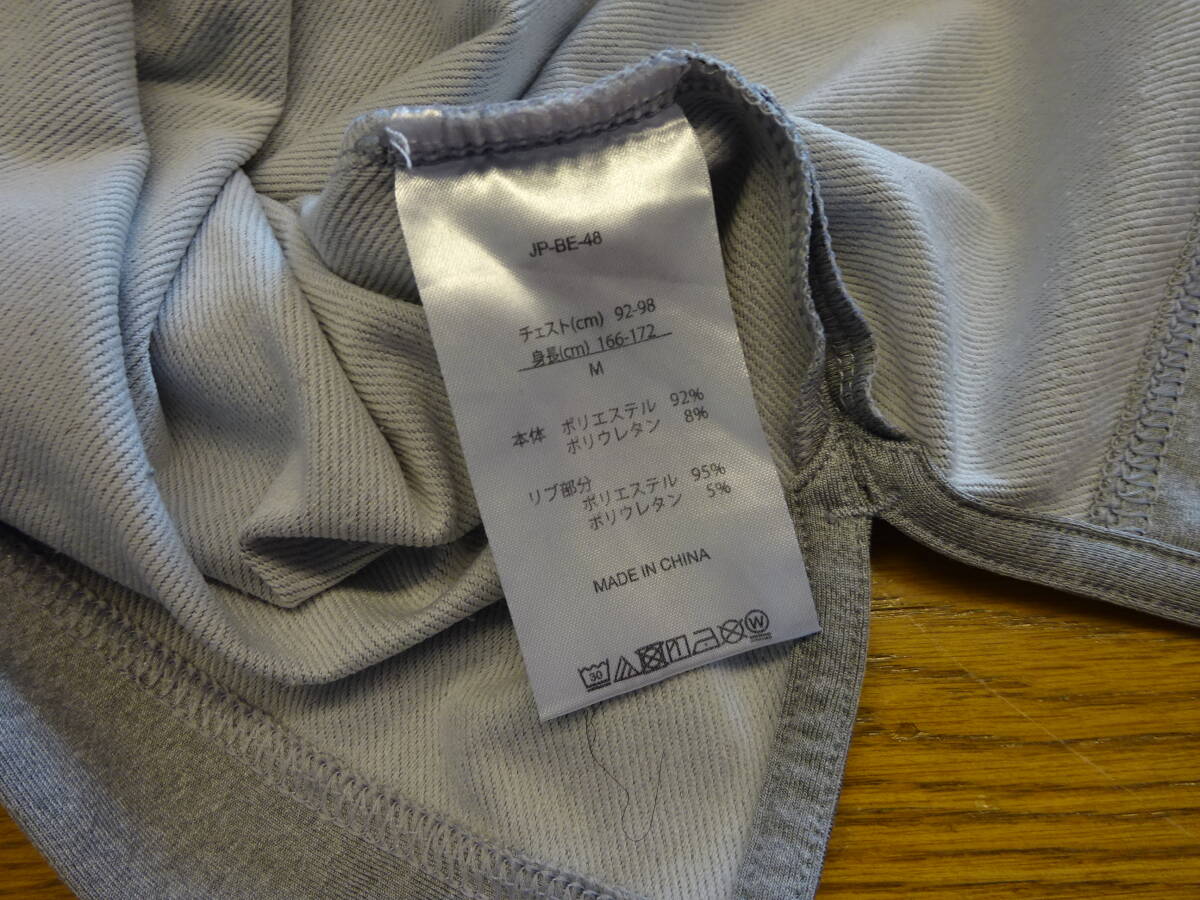 JP-BE-48
チェスト(cm) 92-98
身長(cm) 166-172
M
本体 ポリエステル 92%
ポリウレタン 8%
リブ部分
ポリエステル 95%
ポリウレタン 5%
MADE IN CHINA
30 W